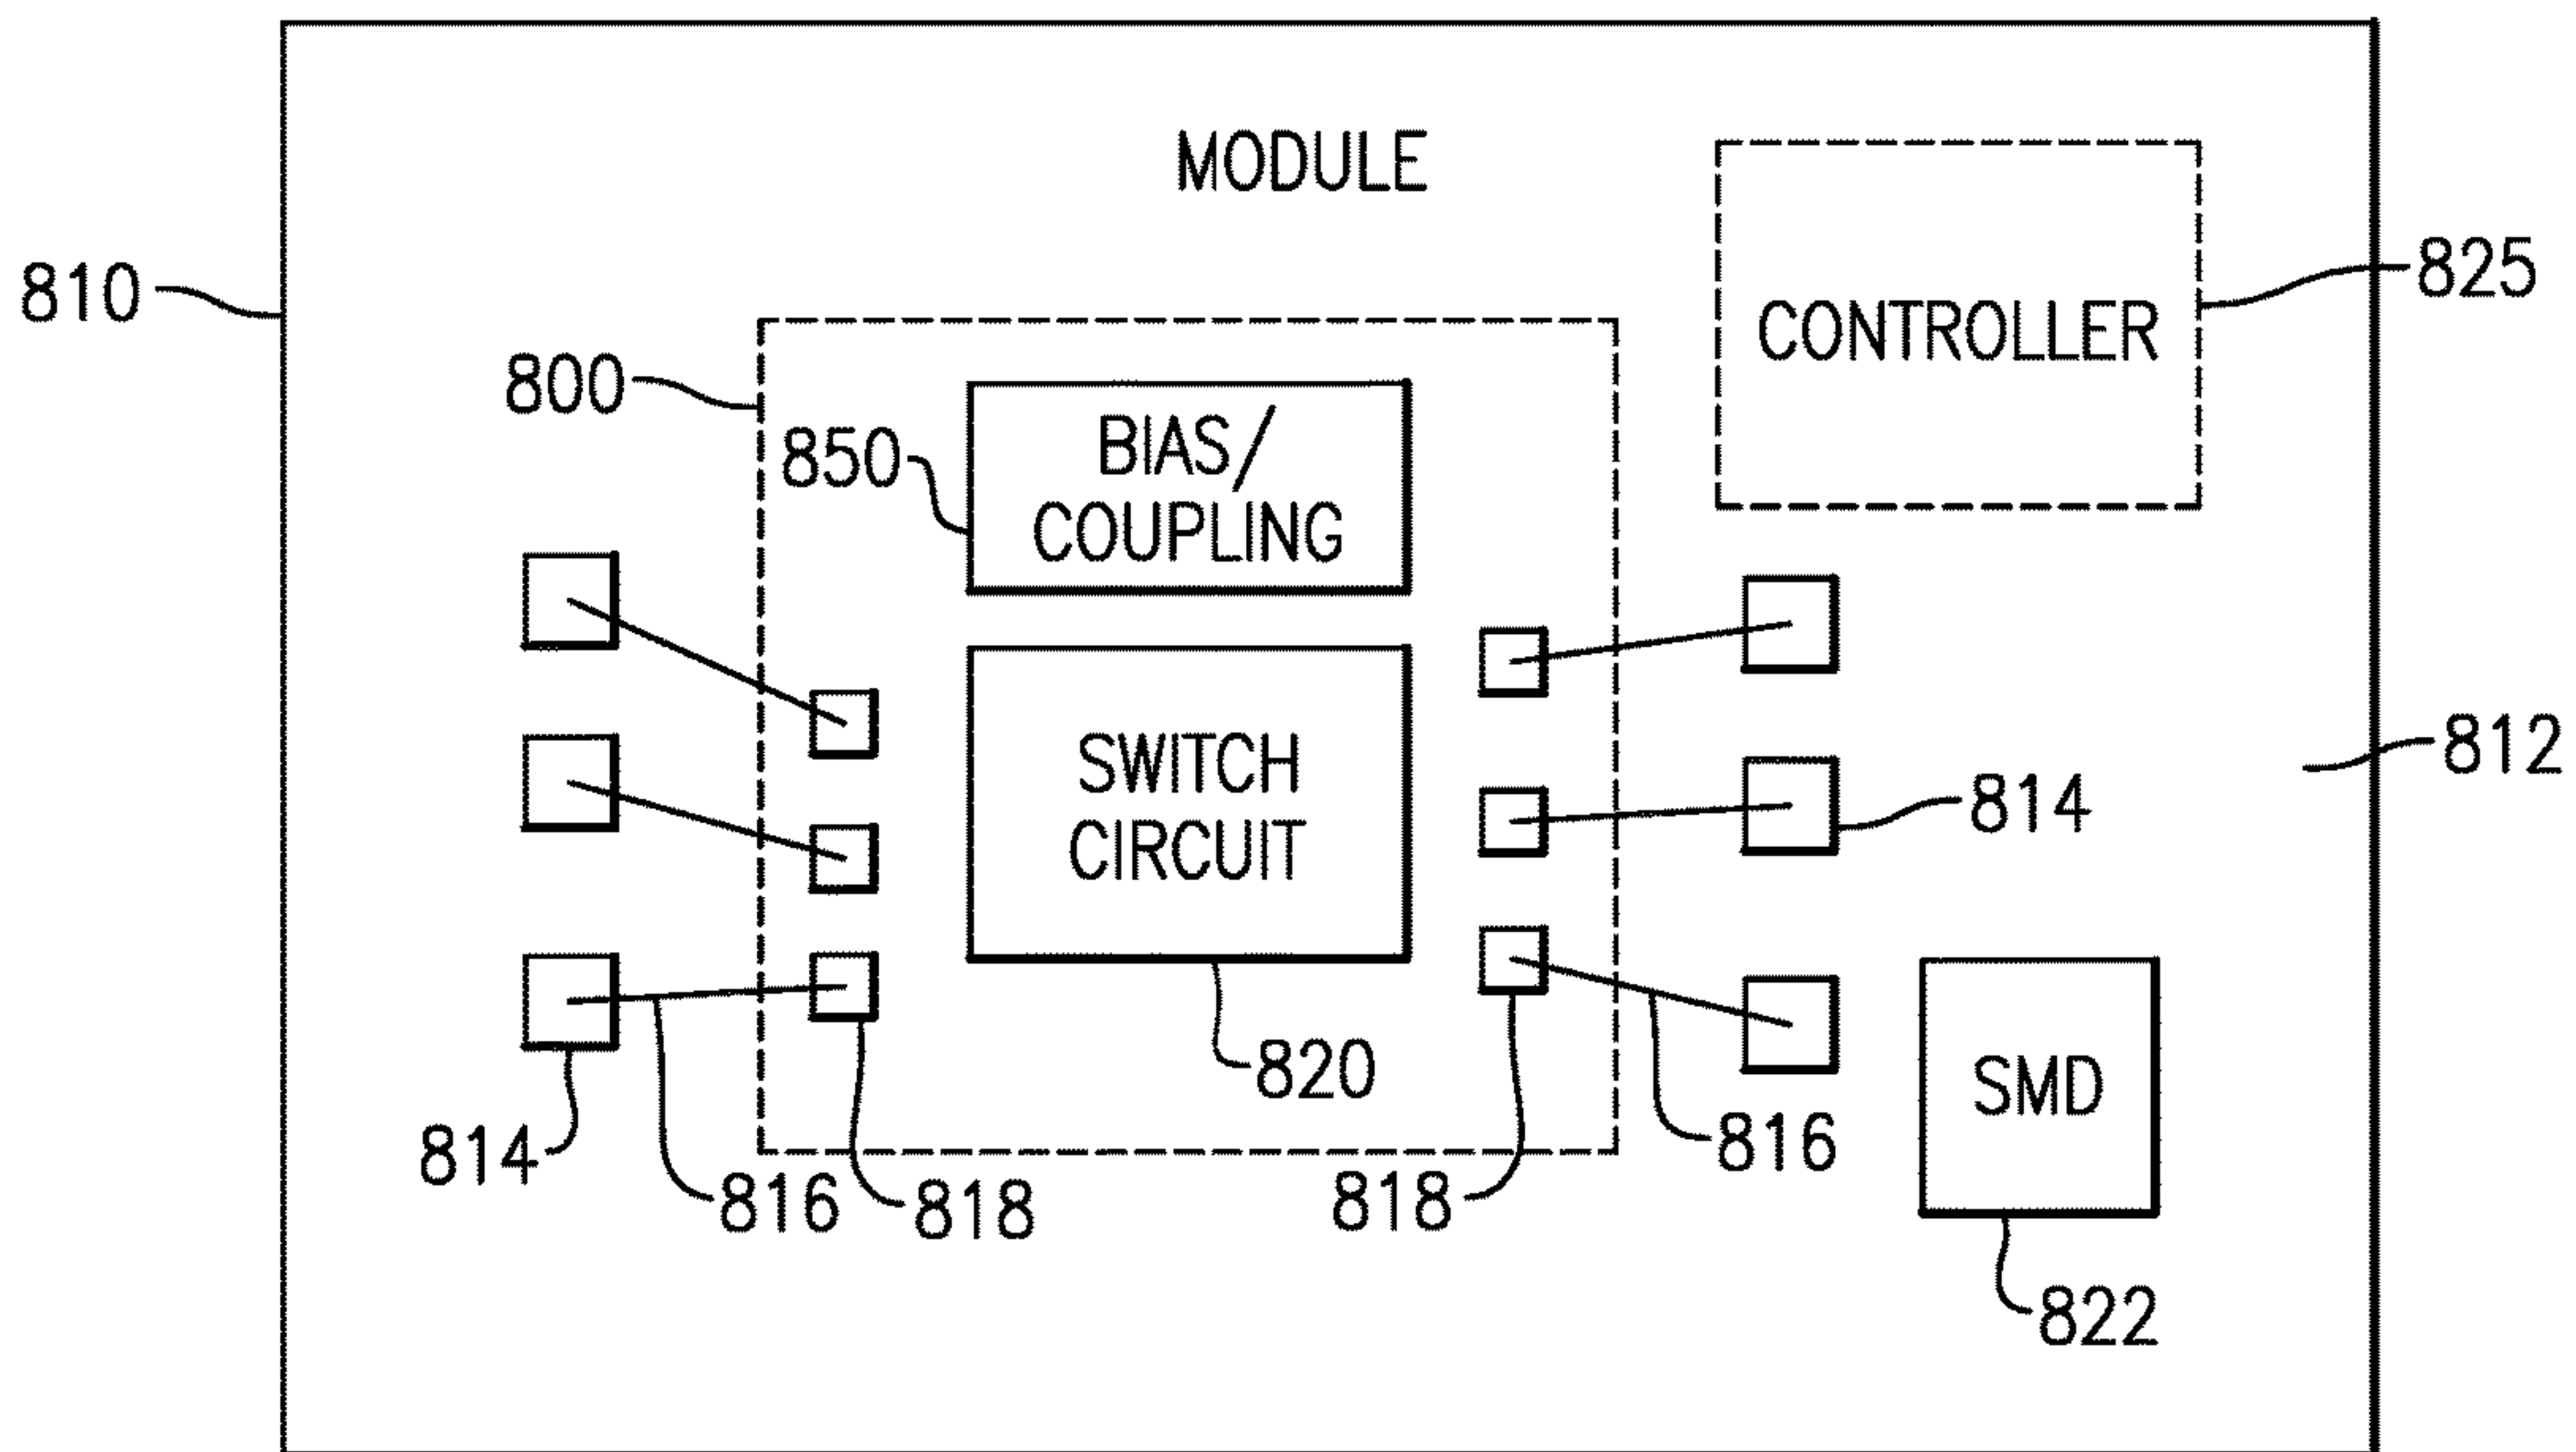 MODULE
810
825
CONTROLLER
800
850
BIAS/
COUPLING
812
SWITCH
CIRCUIT
814
820
SMD
814
816
818
818
816
822